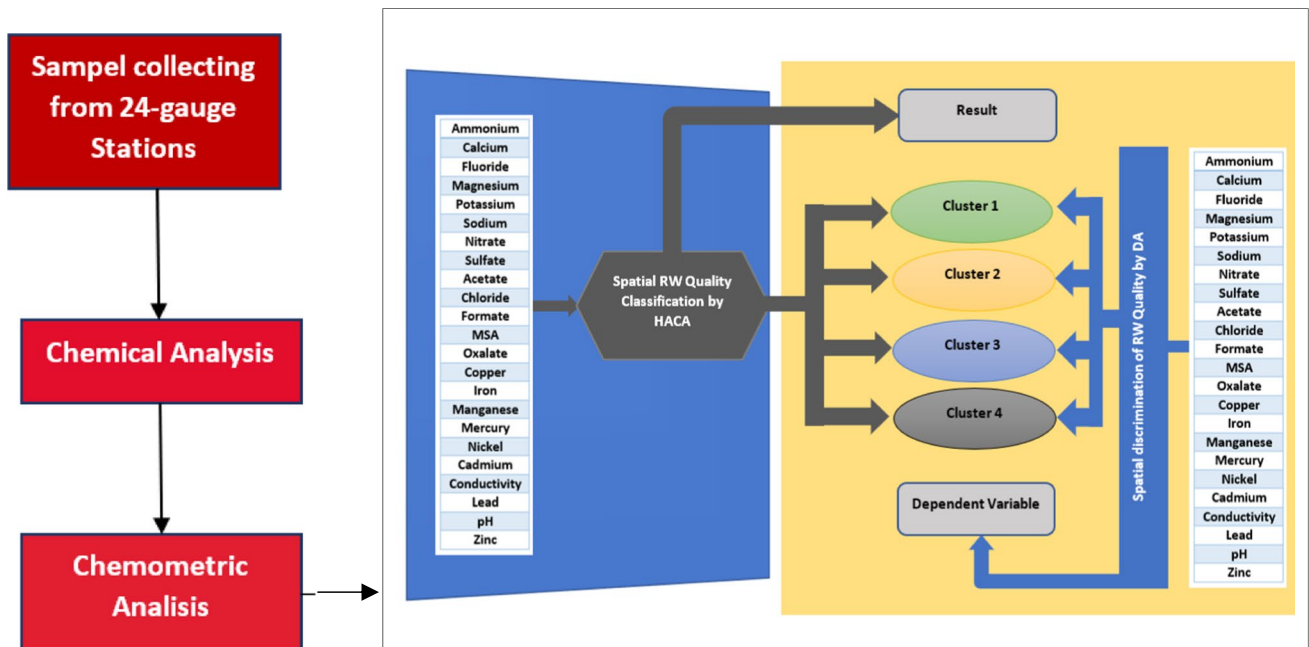 Sampel collecting
from 24-gauge
Stations
Chemical Analysis
Chemometric
Analisis
Ammonium
Calcium
Fluoride
Magnesium
Potassium
Sodium
Nitrate
Sulfate
Acetate
Chloride
Formate
MSA
Oxalate
Copper
Iron
Manganese
Mercury
Nickel
Cadmium
Conductivity
Lead
pH
Zinc
Spatial RW Quality
Classification by
HACA
Result
Cluster 1
Cluster 2
Cluster 3
Cluster 4
Dependent Variable
Spatial discrimination of RW Quality by DA
Ammonium
Calcium
Fluoride
Magnesium
Potassium
Sodium
Nitrate
Sulfate
Acetate
Chloride
Formate
MSA
Oxalate
Copper
Iron
Manganese
Mercury
Nickel
Cadmium
Conductivity
Lead
pH
Zinc